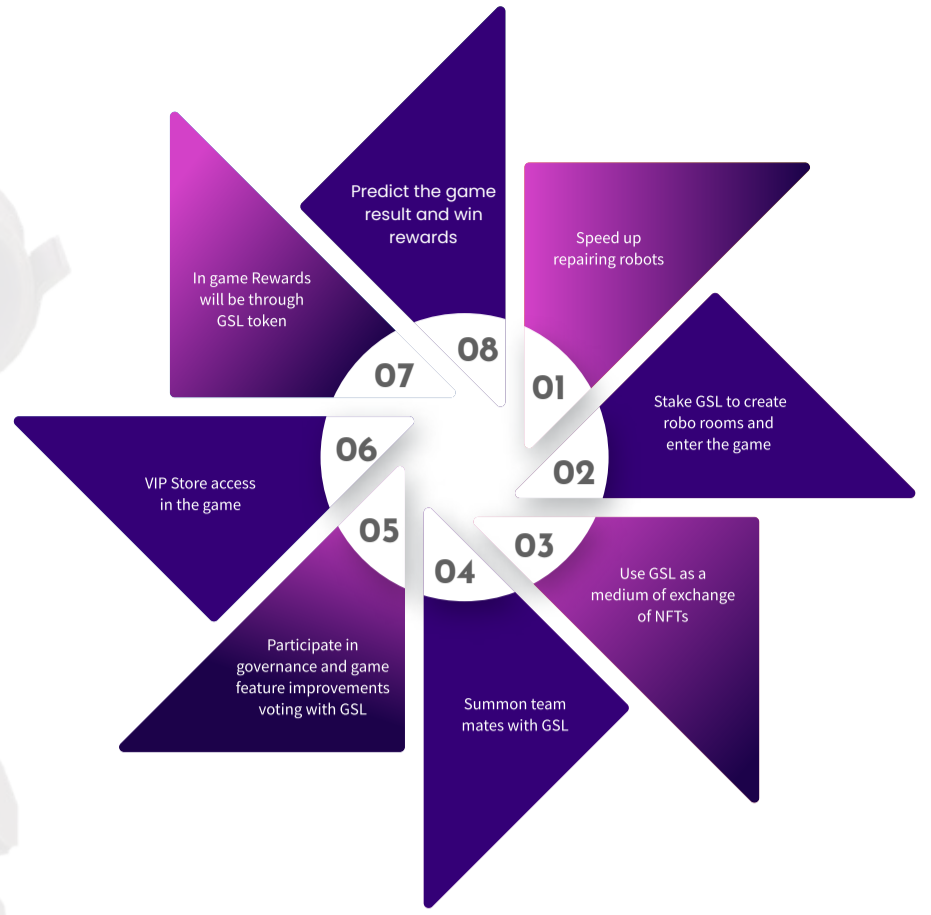 Speed up
repairing robots
01
Stake GSL to create
robo rooms and
enter the game
02
Use GSL as a
medium of exchange
of NFTs
03
Summon team
mates with GSL
04
Participate in
governance and game
feature improvements
voting with GSL
05
VIP Store access
in the game
06
In game Rewards
will be through
GSL token
07
Predict the game
result and win
rewards
08